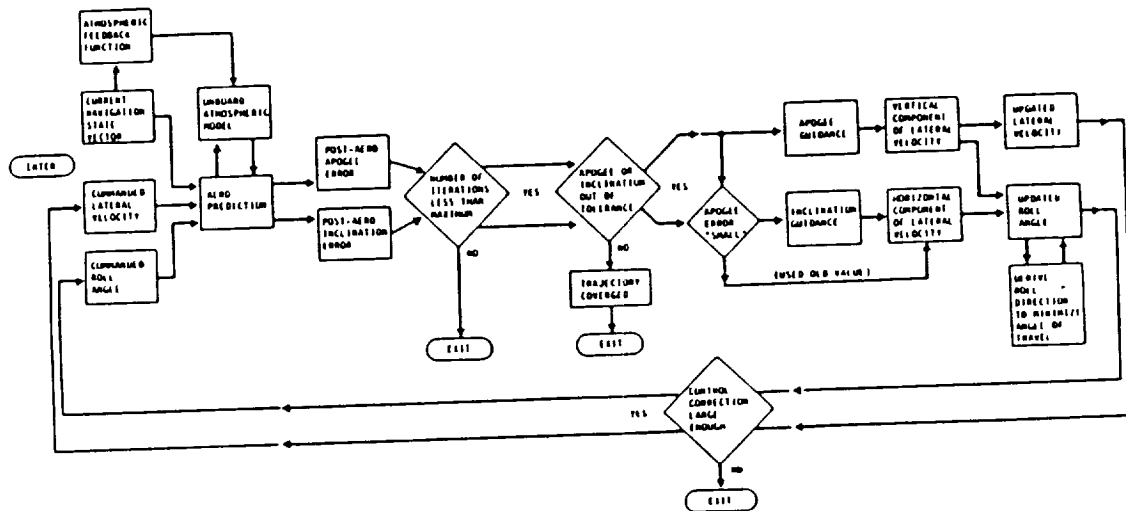 ATHOSPHERIC
FEEDBACK
FUNCTION
CURRENT
NAVIGATION
STATE
VECTOR
ENTER
COMMANDED
LATERAL
VELOCITY
COMMANDED
ROLL
ANGLE
ONBOARD
ATHOSPHERIC
MODEL
AERO
PREDICTION
POST-AERO
APOGEE
ERROR
POST-AERO
INCLINATION
ERROR
NUMBER OF
ITERATIONS
LESS THAN
MAXIMUM
YES
NO
EXIT
APOGEE OR
INCLINATION
OUT OF
TOLERANCE
YES
NO
TRAJECTORY
COVERGED
EXIT
APOGEE
ERROR
"SMALL"
APOGEE
GUIDANCE
INCLINATION
GUIDANCE
(USED OLD VALUE)
VERTICAL
COMPONENT
OF LATERAL
VELOCITY
HORIZONTAL
COMPONENT
OF LATERAL
VELOCITY
UPDATED
LATERAL
VELOCITY
UPDATED
ROLL
ANGLE
DERIVE
ROLL
DIRECTION
TO MINIMIZE
ANGLE OF
TRAVEL
CONTROL
CORRECTION
LARGE
ENOUGH
YES
NO
EXIT